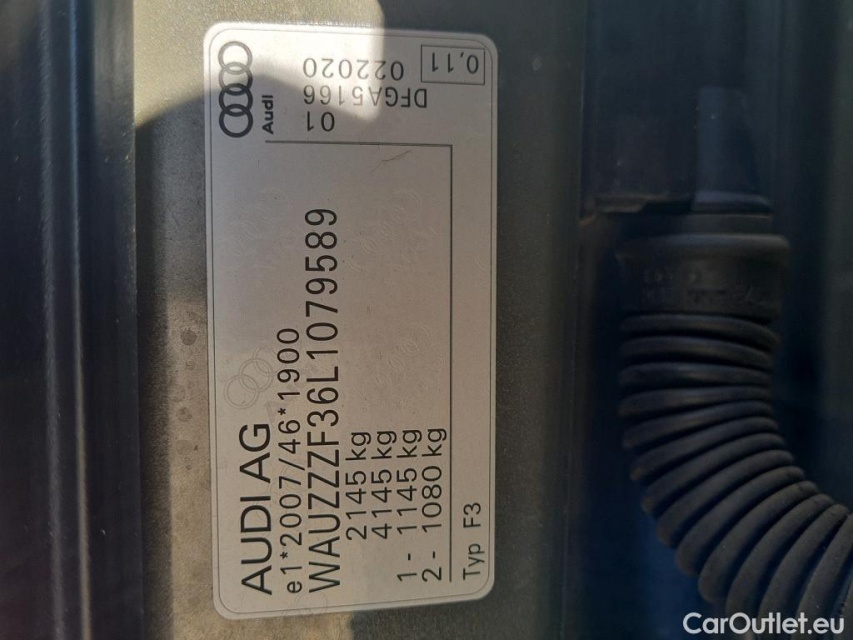 AUDI AG
e1*2007/46*1900
WAUZZZF36L1079589
2145 kg
4145 kg
1- 1145 kg
2- 1080 kg
Typ F3
Audi
01
DFGA5166
022020
0,11
CarOutlet.eu